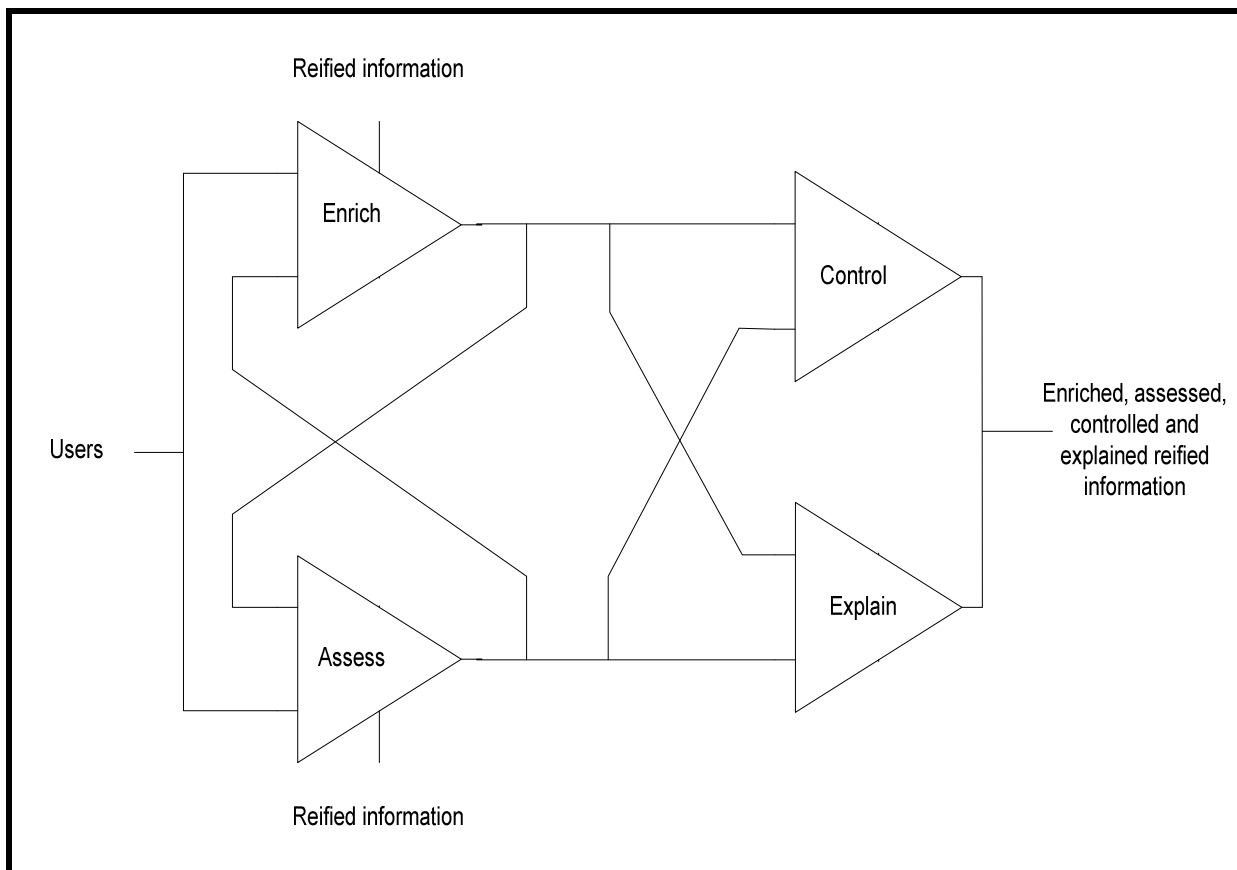 Reified information
Enrich
Control
Users
Enriched, assessed,
controlled and
explained reified
information
Explain
Assess
Reified information